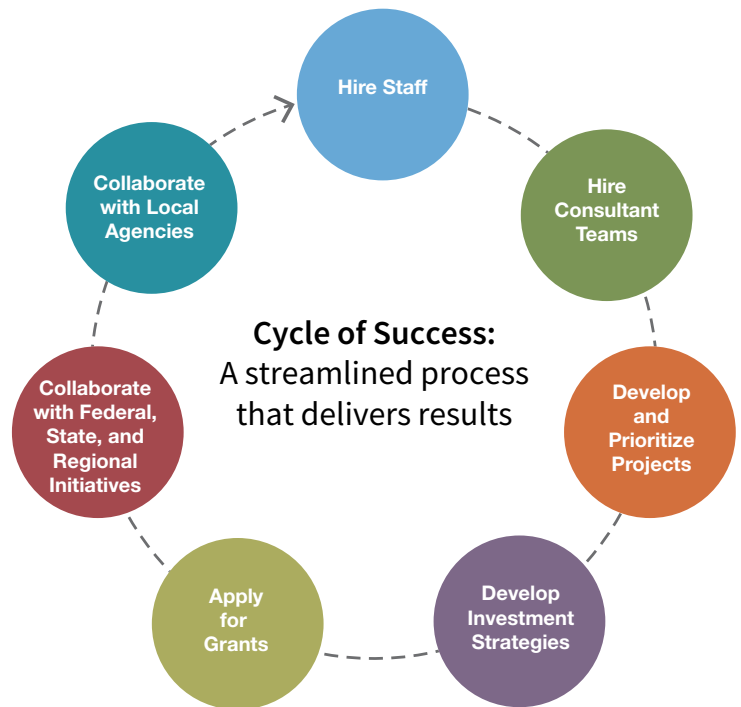 Hire Staff
Hire
Consultant
Teams
Develop
and
Prioritize
Projects
Develop
Investment
Strategies
Apply
for
Grants
Collaborate
with Federal,
State, and
Regional
Initiatives
Collaborate
with Local
Agencies
Cycle of Success:
A streamlined process
that delivers results